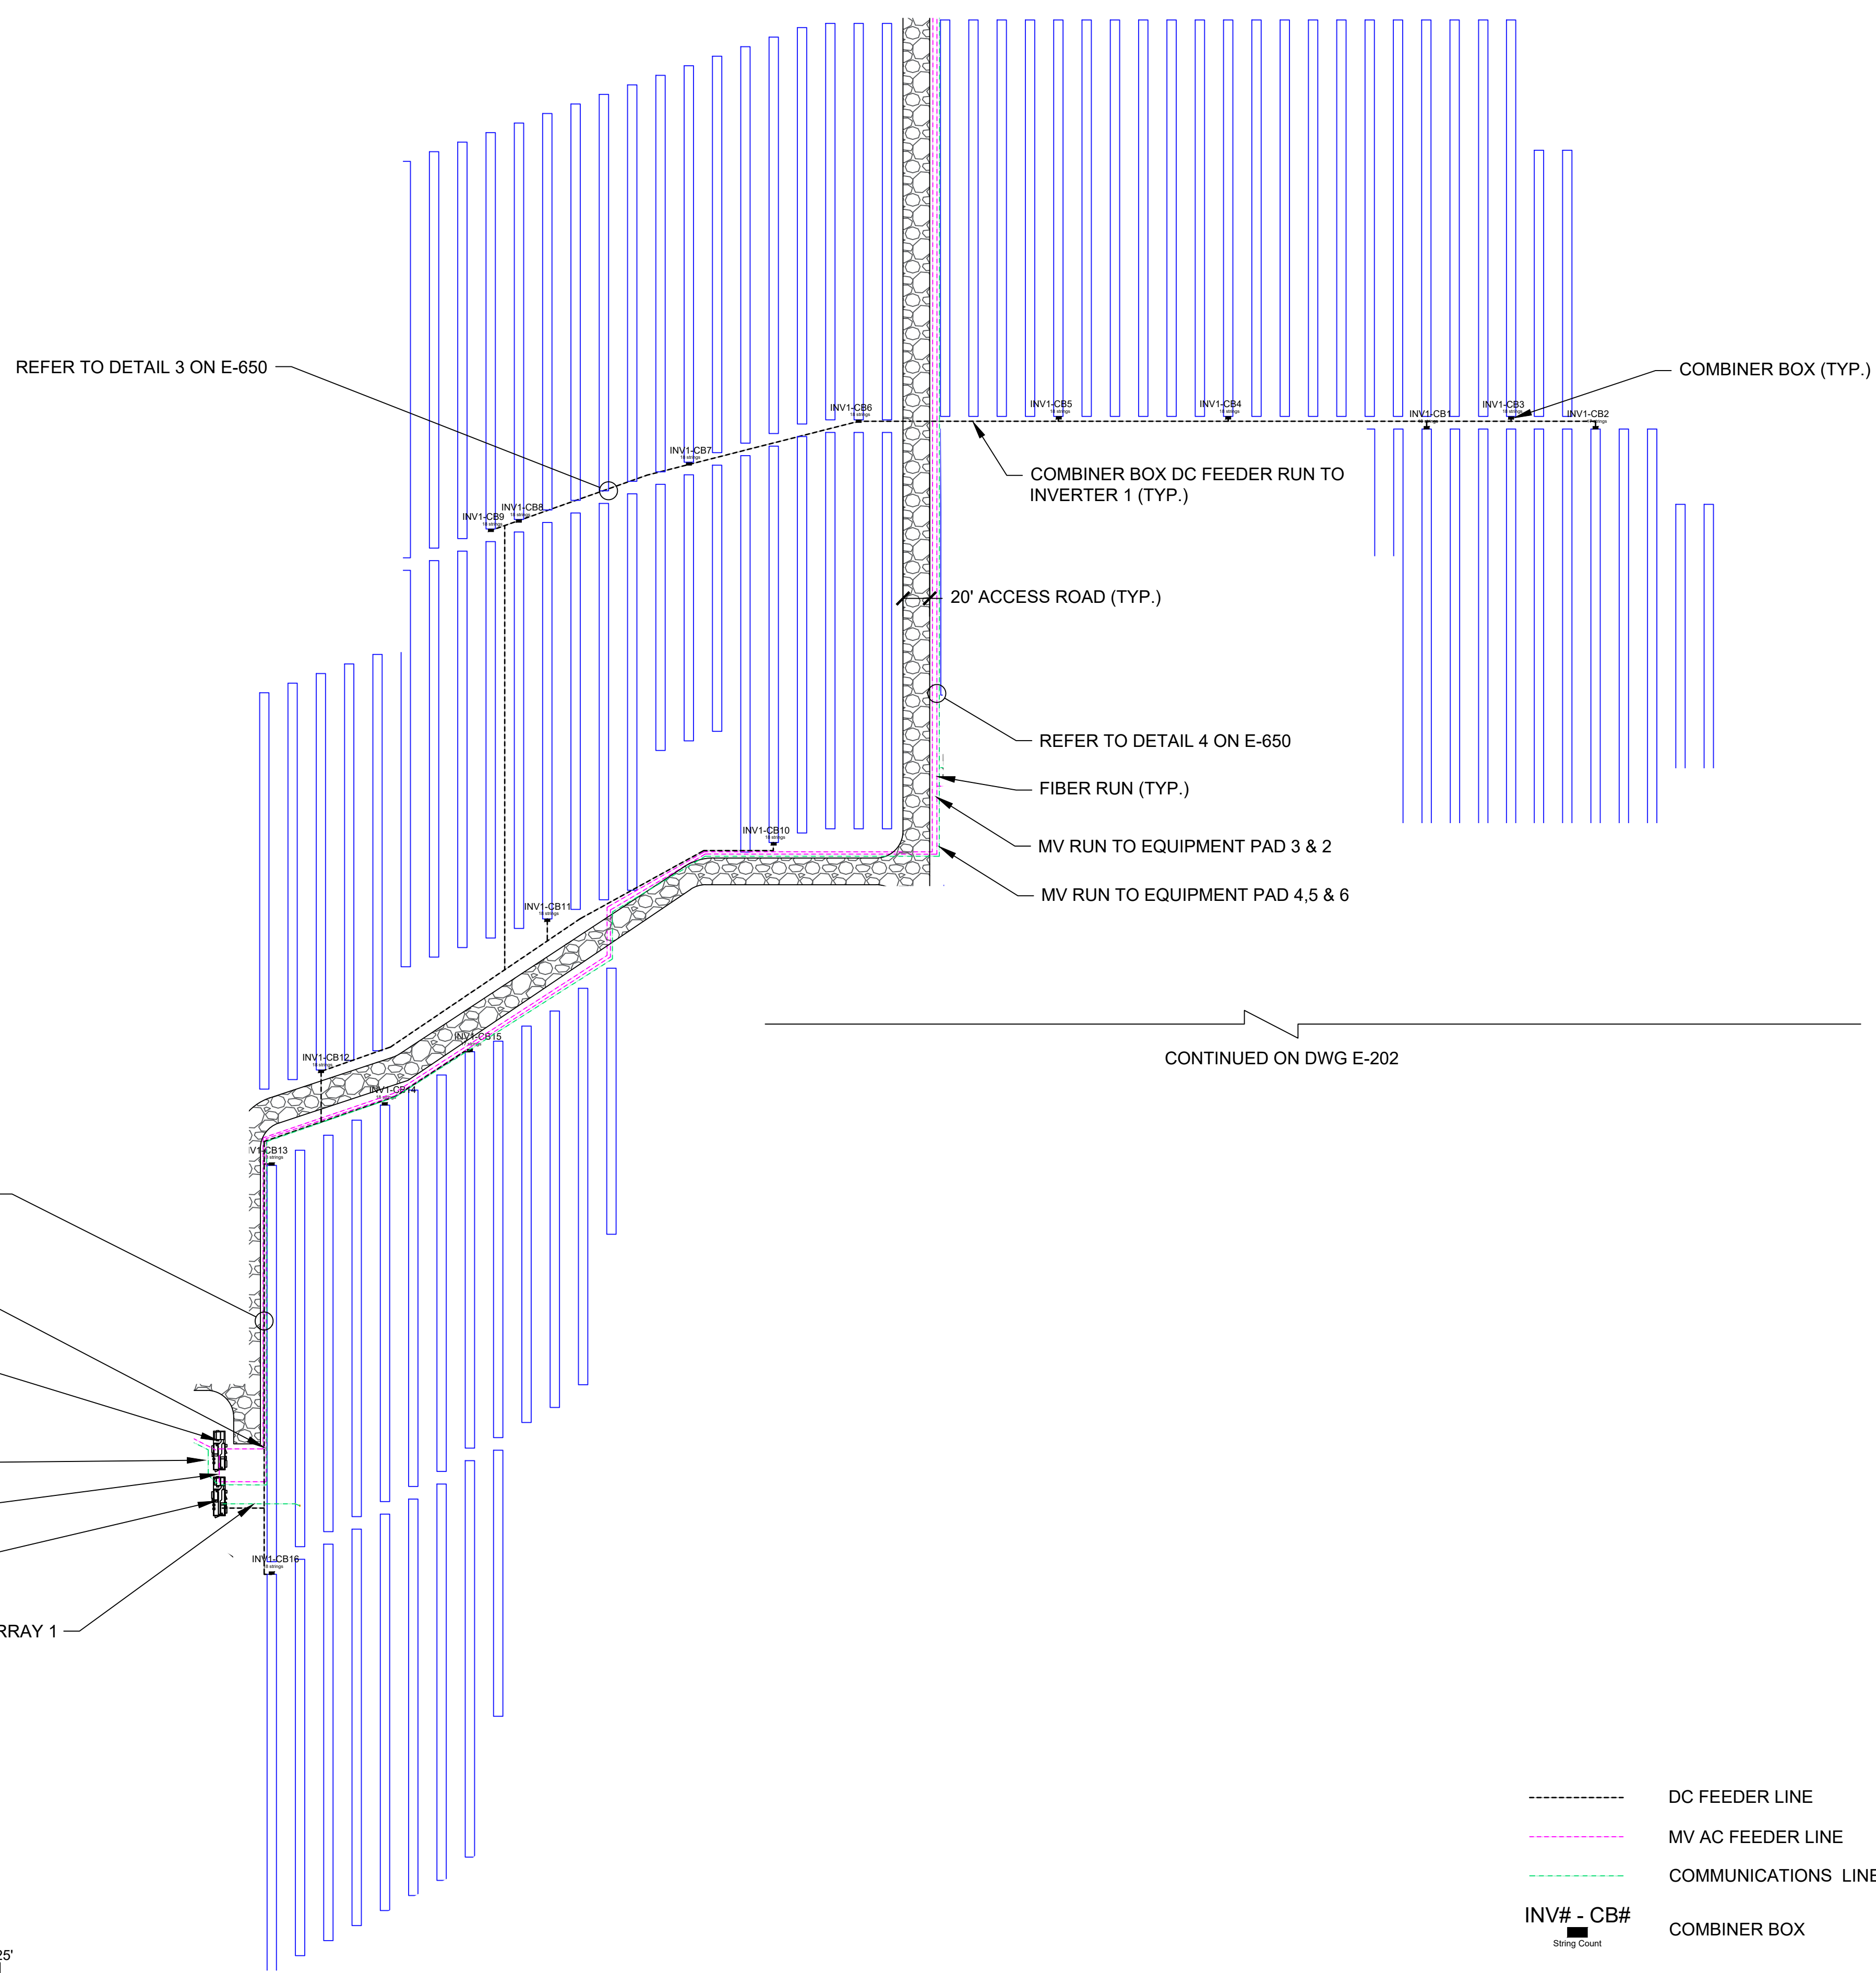 INV1-CB6
INV1-CB5
INV1-CB4
INV1-CB3
INV1-CB1
INV1-CB2
REFER TO DETAIL 3 ON E-650
COMBINER BOX (TYP.)
INV1-CB7
COMBINER BOX DC FEEDER RUN TO
INVERTER 1 (TYP.)
INV1-CB8
INV1-CB9
20' ACCESS ROAD (TYP.)
REFER TO DETAIL 4 ON E-650
FIBER RUN (TYP.)
INV1-CB10
MV RUN TO EQUIPMENT PAD 3 & 2
MV RUN TO EQUIPMENT PAD 4,5 & 6
INV1-CB11
INV1-CB15
INV1-CB12
CONTINUED ON DWG E-202
INV1-CB14
V1-CB13
INV1-CB16
RRAY 1
DC FEEDER LINE
MV AC FEEDER LINE
COMMUNICATIONS LINE
INV# - CB#
String Count
COMBINER BOX
25'